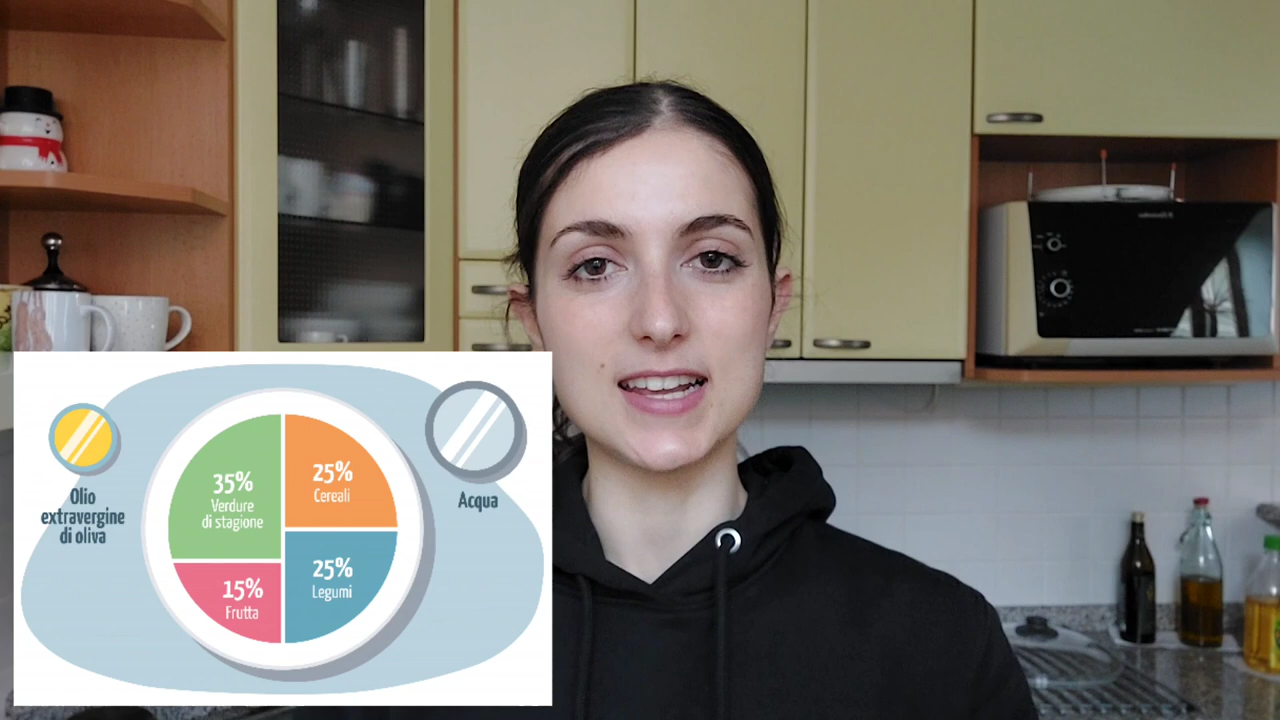 Olio
extravergine
di oliva
35%
Verdure
di stagione
25%
Cereali
15%
Frutta
25%
Legumi
Acqua